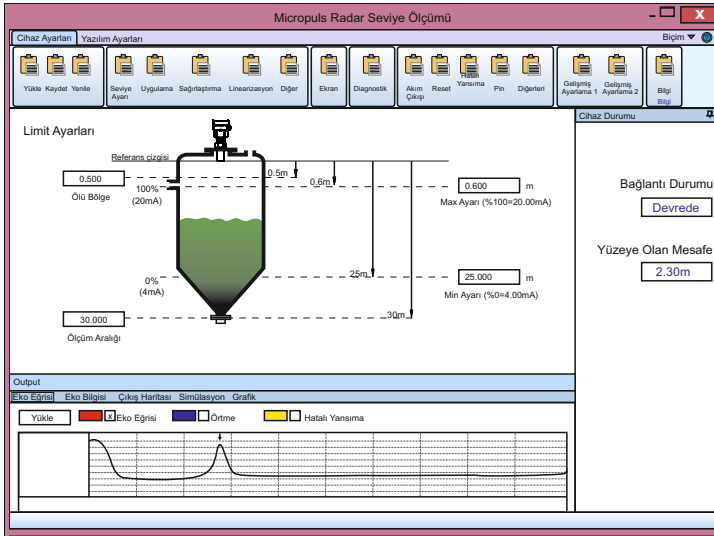 Micropuls Radar Seviye Ölçümü
X
Cihaz Ayarları Yazılım Ayarları Biçim
Yükle Kaydet Yenile
Seviye Ayarı
Uygulama Sağırlaştırma Linearizasyon Diğer
Ekran
Diagnostik
Akım Çıkışı
Reset
Hatalı Yansıma
Pin Diğerleri
Gelişmiş Ayarlama 1
Gelişmiş Ayarlama 2
Bilgi
Bilgi
Cihaz Durumu
Limit Ayarları
Referans çizgisi
0.500
Ölü Bölge
0.5m
100%
(20mA)
0.6m
0.600 m
Max Ayarı (%100=20.00mA)
Bağlantı Durumu
Devrede
Yüzeye Olan Mesafe
2.30m
0%
(4mA)
25m
25.000 m
Min Ayarı (%0=4.00mA)
30.000
Ölçüm Aralığı
30m
Output
Eko Eğrisi Eko Bilgisi Çıkış Haritası Simülasyon Grafik
Yükle X Eko Eğrisi Örtme Hatalı Yansıma